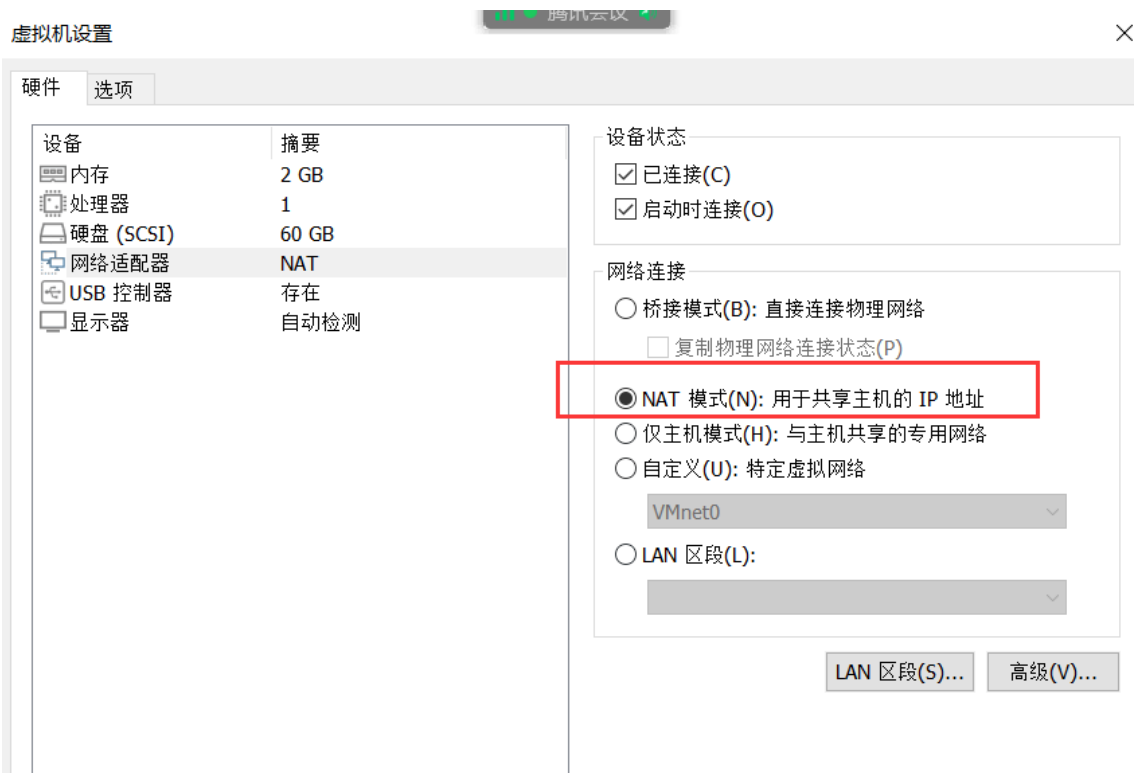 腾讯会议
虚拟机设置
硬件 选项
设备 摘要
内存 2 GB
处理器 1
硬盘 (SCSI) 60 GB
网络适配器 NAT
USB 控制器 存在
显示器 自动检测
设备状态
已连接(C)
启动时连接(O)
网络连接
桥接模式(B): 直接连接物理网络
复制物理网络连接状态(P)
NAT 模式(N): 用于共享主机的 IP 地址
仅主机模式(H): 与主机共享的专用网络
自定义(U): 特定虚拟网络
VMnet0
LAN 区段(L):
LAN 区段(S)... 高级(V)...